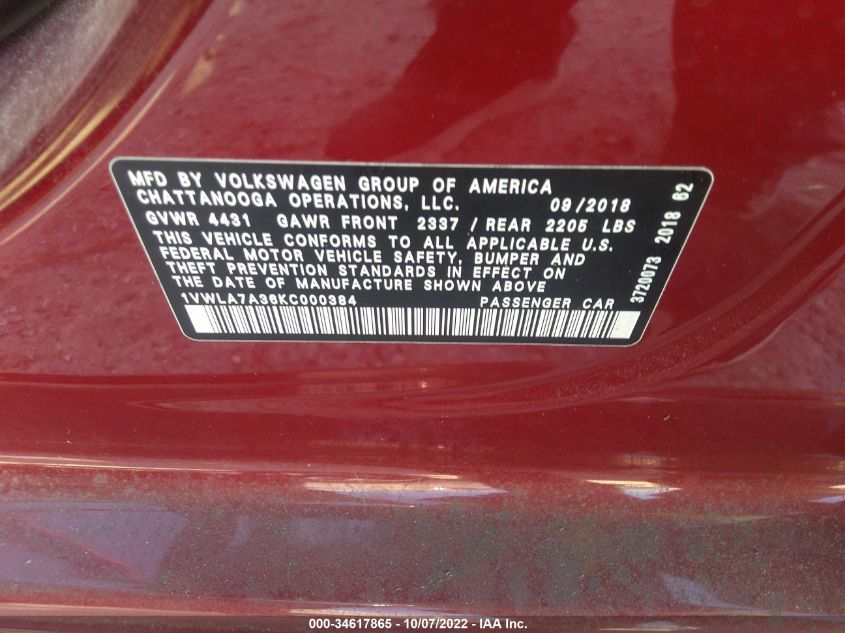 MFD BY VOLKSWAGEN GROUP OF AMERICA
CHATTANOOGA OPERATIONS, LLC. 09/2018
GVWR 4431 GAWR FRONT 2337 / REAR 2205 LBS
THIS VEHICLE CONFORMS TO ALL APPLICABLE U.S.
FEDERAL MOTOR VEHICLE SAFETY, BUMPER AND
THEFT PREVENTION STANDARDS IN EFFECT ON
THE DATE OF MANUFACTURE SHOWN ABOVE
1VWLA7A36KC000384 PASSENGER CAR
3720073 2018 62
000-34617865 - 10/07/2022 - IAA Inc.